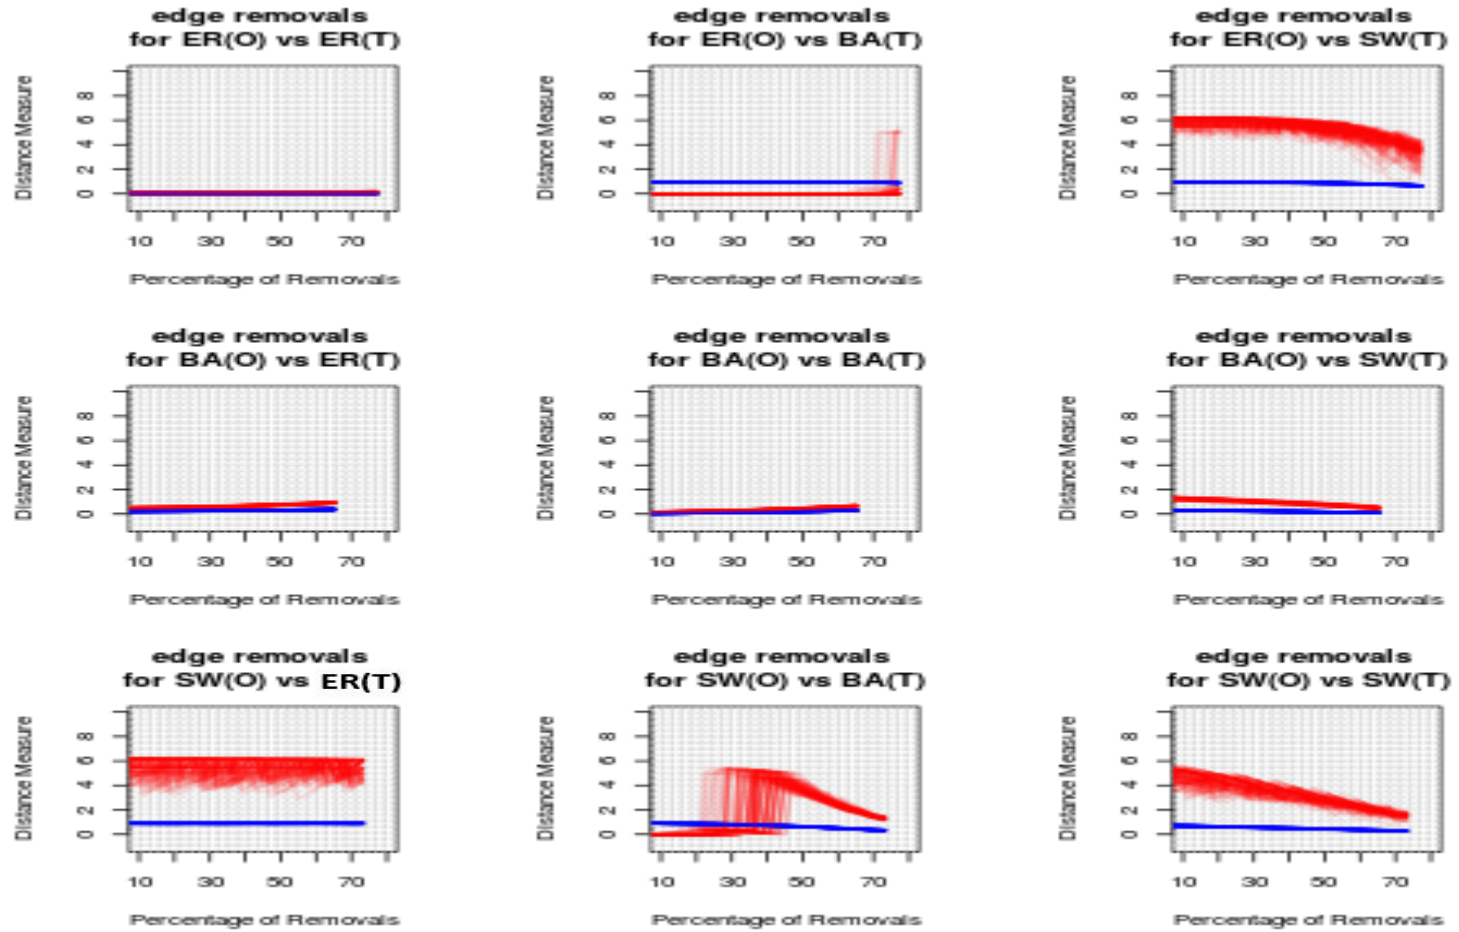 edge removals
for ER(O) vs ER(T)
Distance Measure
0 2 4 6 8
10 30 50 70
Percentage of Removals
edge removals
for ER(O) vs BA(T)
Distance Measure
0 2 4 6 8
10 30 50 70
Percentage of Removals
edge removals
for ER(O) vs SW(T)
Distance Measure
0 2 4 6 8
10 30 50 70
Percentage of Removals
edge removals
for BA(O) vs ER(T)
Distance Measure
0 2 4 6 8
10 30 50 70
Percentage of Removals
edge removals
for BA(O) vs BA(T)
Distance Measure
0 2 4 6 8
10 30 50 70
Percentage of Removals
edge removals
for BA(O) vs SW(T)
Distance Measure
0 2 4 6 8
10 30 50 70
Percentage of Removals
edge removals
for SW(O) vs ER(T)
Distance Measure
0 2 4 6 8
10 30 50 70
Percentage of Removals
edge removals
for SW(O) vs BA(T)
Distance Measure
0 2 4 6 8
10 30 50 70
Percentage of Removals
edge removals
for SW(O) vs SW(T)
Distance Measure
0 2 4 6 8
10 30 50 70
Percentage of Removals